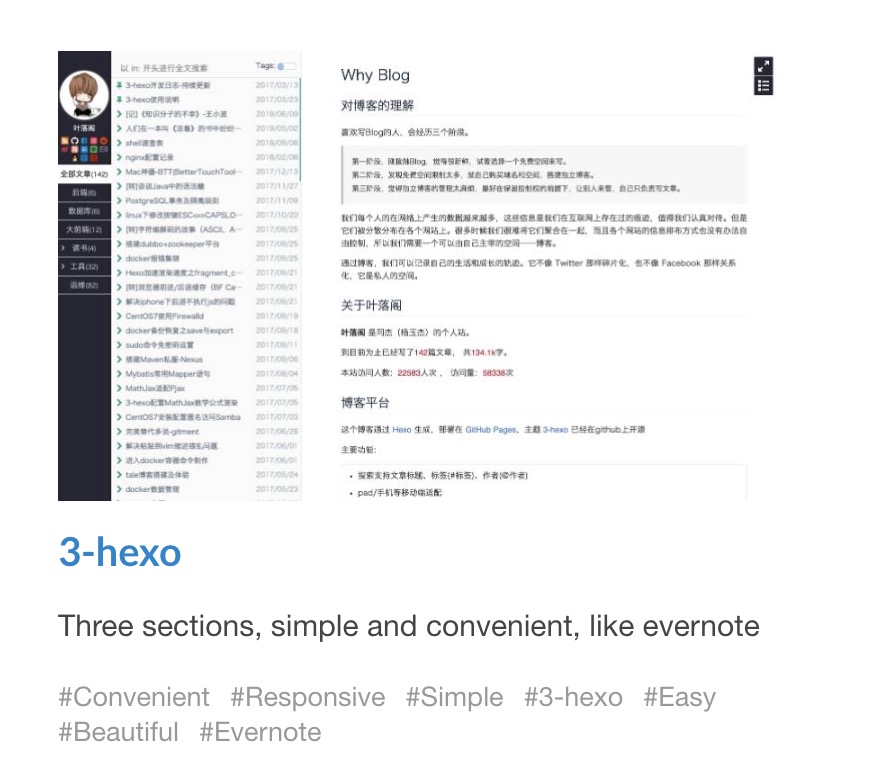 以 in: 开头进行全文搜索
Tags:
叶落阁
全部文章(142)
后端(6)
数据库(6)
大前端(12)
读书(4)
工具(32)
运维(82)
3-hexo开发日志-持续更新 2017/03/13
3-hexo使用说明 2017/03/23
[记]《知识分子的不幸》-王小波 2019/06/09
人们在一本叫《活着》的书中纷纷··· 2019/05/02
shell速查表 2018/09/08
nginx配置记录 2018/02/08
Mac神器-BTT(BetterTouchTool··· 2017/12/13
[转]谈谈Java中的语法糖 2017/11/27
PostgreSQL事务及隔离级别 2017/11/09
linux下修改按键ESC<=>CAPSLO··· 2017/10/20
[转]字符编解码的故事（ASCII，A··· 2017/09/25
搭建dubbo+zookeeper平台 2017/09/25
docker报错集锦 2017/09/25
Hexo加速渲染速度之fragment_c··· 2017/09/21
[转]浏览器前进/后退缓存（BF Ca··· 2017/09/21
解决iphone下后退不执行js的问题 2017/09/21
CentOS7使用Firewalld 2017/09/19
docker备份恢复之save与export 2017/09/18
sudo命令免密码设置 2017/09/11
搭建Maven私服-Nexus 2017/09/06
Mybatis常用Mapper语句 2017/08/04
MathJax适配Pjax 2017/07/05
3-hexo配置MathJax数学公式渲染 2017/07/05
CentOS7安装配置匿名访问Samba 2017/07/03
完美替代多说-gitment 2017/06/29
解决粘贴到vim缩进错乱问题 2017/06/01
进入docker容器命令制作 2017/06/01
tale博客搭建及体验 2017/05/24
docker数据管理 2017/05/23
Why Blog
对博客的理解
喜欢写Blog的人，会经历三个阶段。
第一阶段，刚接触Blog，觉得很新鲜，试着选择一个免费空间来写。
第二阶段，发现免费空间限制太多，就自己购买域名和空间，搭建独立博客。
第三阶段，觉得独立博客的管理太麻烦，最好在保留控制权的前提下，让别人来管，自己只负责写文章。
我们每个人的在网络上产生的数据越来越多，这些信息是我们在互联网上存在过的痕迹，值得我们认真对待。但是
它们被分散分布在各个网站上。很多时候我们很难将它们聚合在一起，而且各个网站的信息排布方式也没有办法自
由控制，所以我们需要一个可以由自己主宰的空间——博客。
通过博客，我们可以记录自己的生活和成长的轨迹。它不像 Twitter 那样碎片化，也不像 Facebook 那样关系
化，它是私人的空间。
关于叶落阁
叶落阁 是同杰（杨玉杰）的个人站。
到目前为止已经写了142篇文章， 共134.1k字。
本站访问人数：22583人次 ， 访问量：58338次
博客平台
这个博客通过 Hexo 生成，部署在 GitHub Pages，主题 3-hexo 已经在github上开源
主要功能：
• 搜索支持文章标题、标签(#标签)、作者(@作者)
• pad/手机等移动端适配
3-hexo
Three sections, simple and convenient, like evernote
#Convenient #Responsive #Simple #3-hexo #Easy
#Beautiful #Evernote